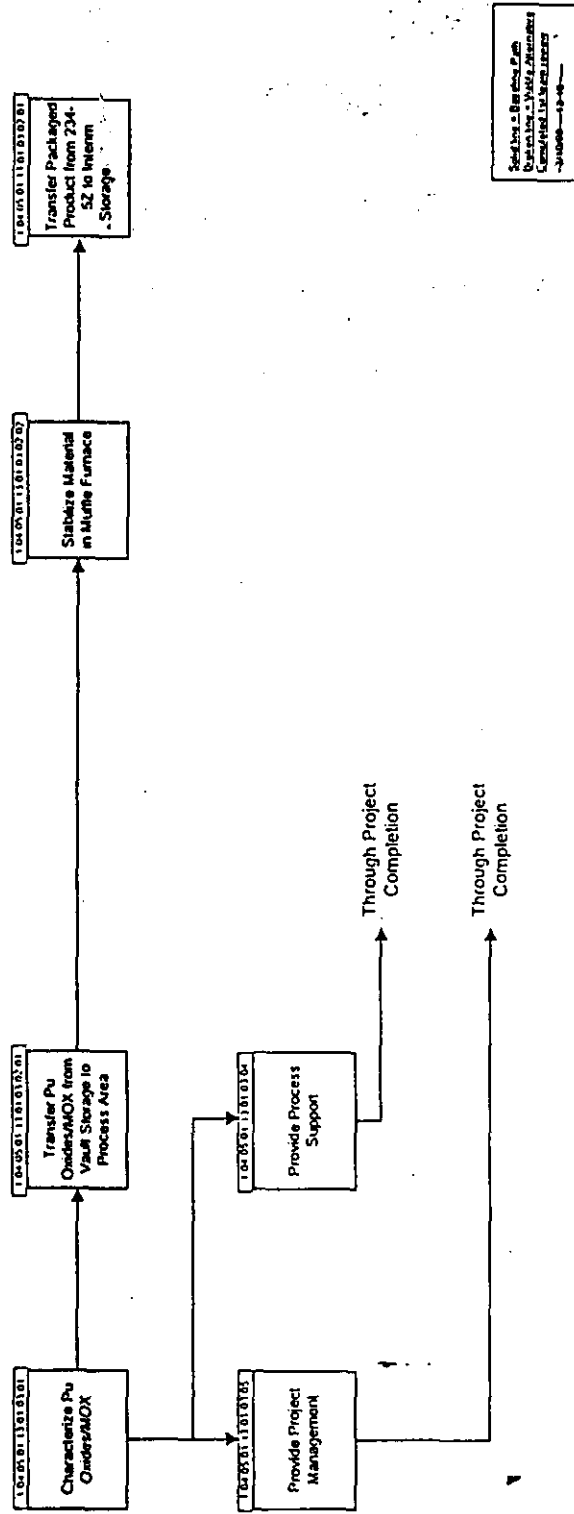 Characterize Pu
Oxides/MOX
Transfer Pu
Oxides/MOX from
Vault Storage to
Process Area
Stabilize Material
in Muffle Furnace
Transfer Packaged
Product from 234-
5Z to Interim
Storage
Provide Project
Management
Provide Process
Support
Through Project
Completion
Through Project
Completion